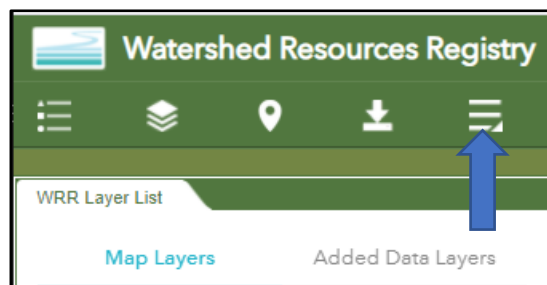 Watershed Resources Registry
WRR Layer List
Map Layers Added Data Layers